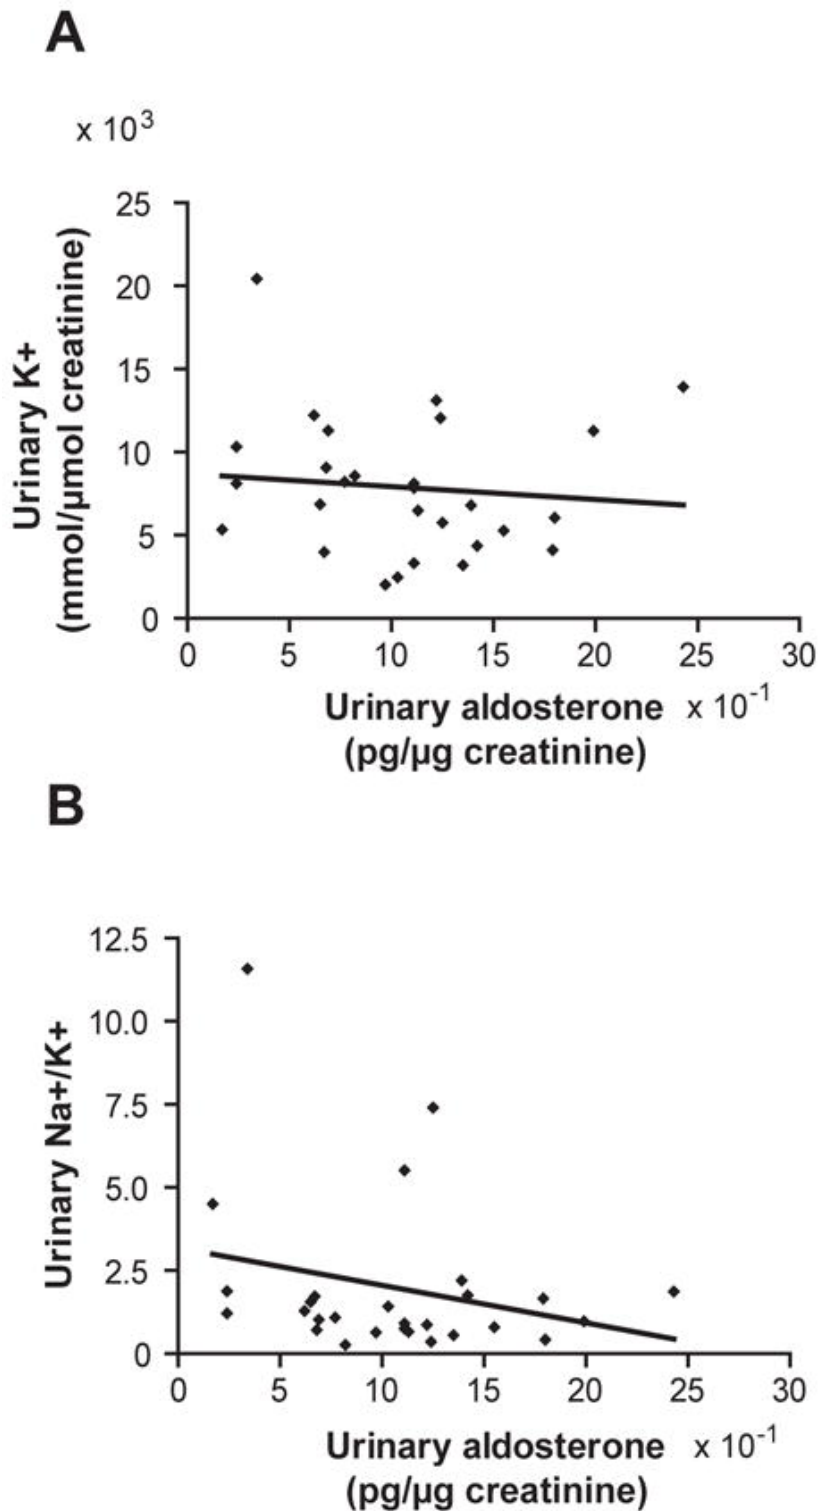 A
x 10³
25
20
15
10
5
0
Urinary K+
(mmol/µmol creatinine)
0 5 10 15 20 25 30
Urinary aldosterone x 10⁻¹
(pg/µg creatinine)
B
12.5
10.0
7.5
5.0
2.5
0
Urinary Na+/K+
0 5 10 15 20 25 30
Urinary aldosterone x 10⁻¹
(pg/µg creatinine)